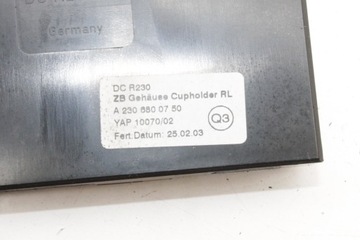 Germany
DC R230
ZB Gehäuse Cupholder RL
A 230 680 07 50
YAP 10070/02
Fert.Datum: 25.02.03
Q3